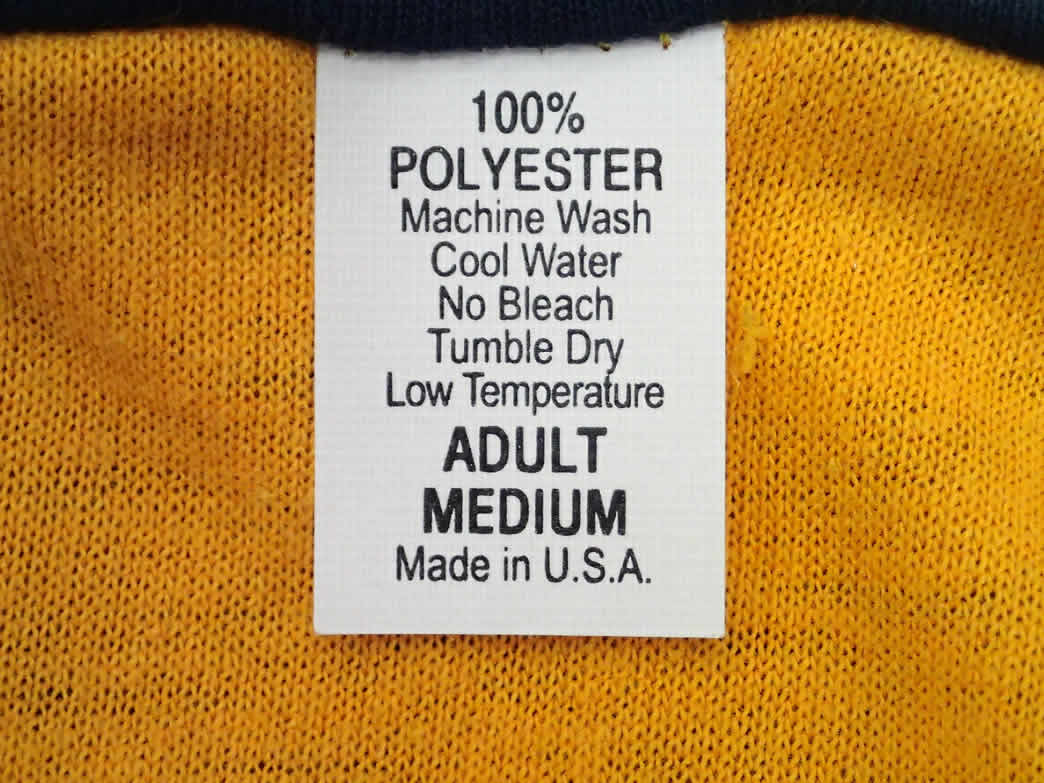 100%
POLYESTER
Machine Wash
Cool Water
No Bleach
Tumble Dry
Low Temperature
ADULT
MEDIUM
Made in U.S.A.